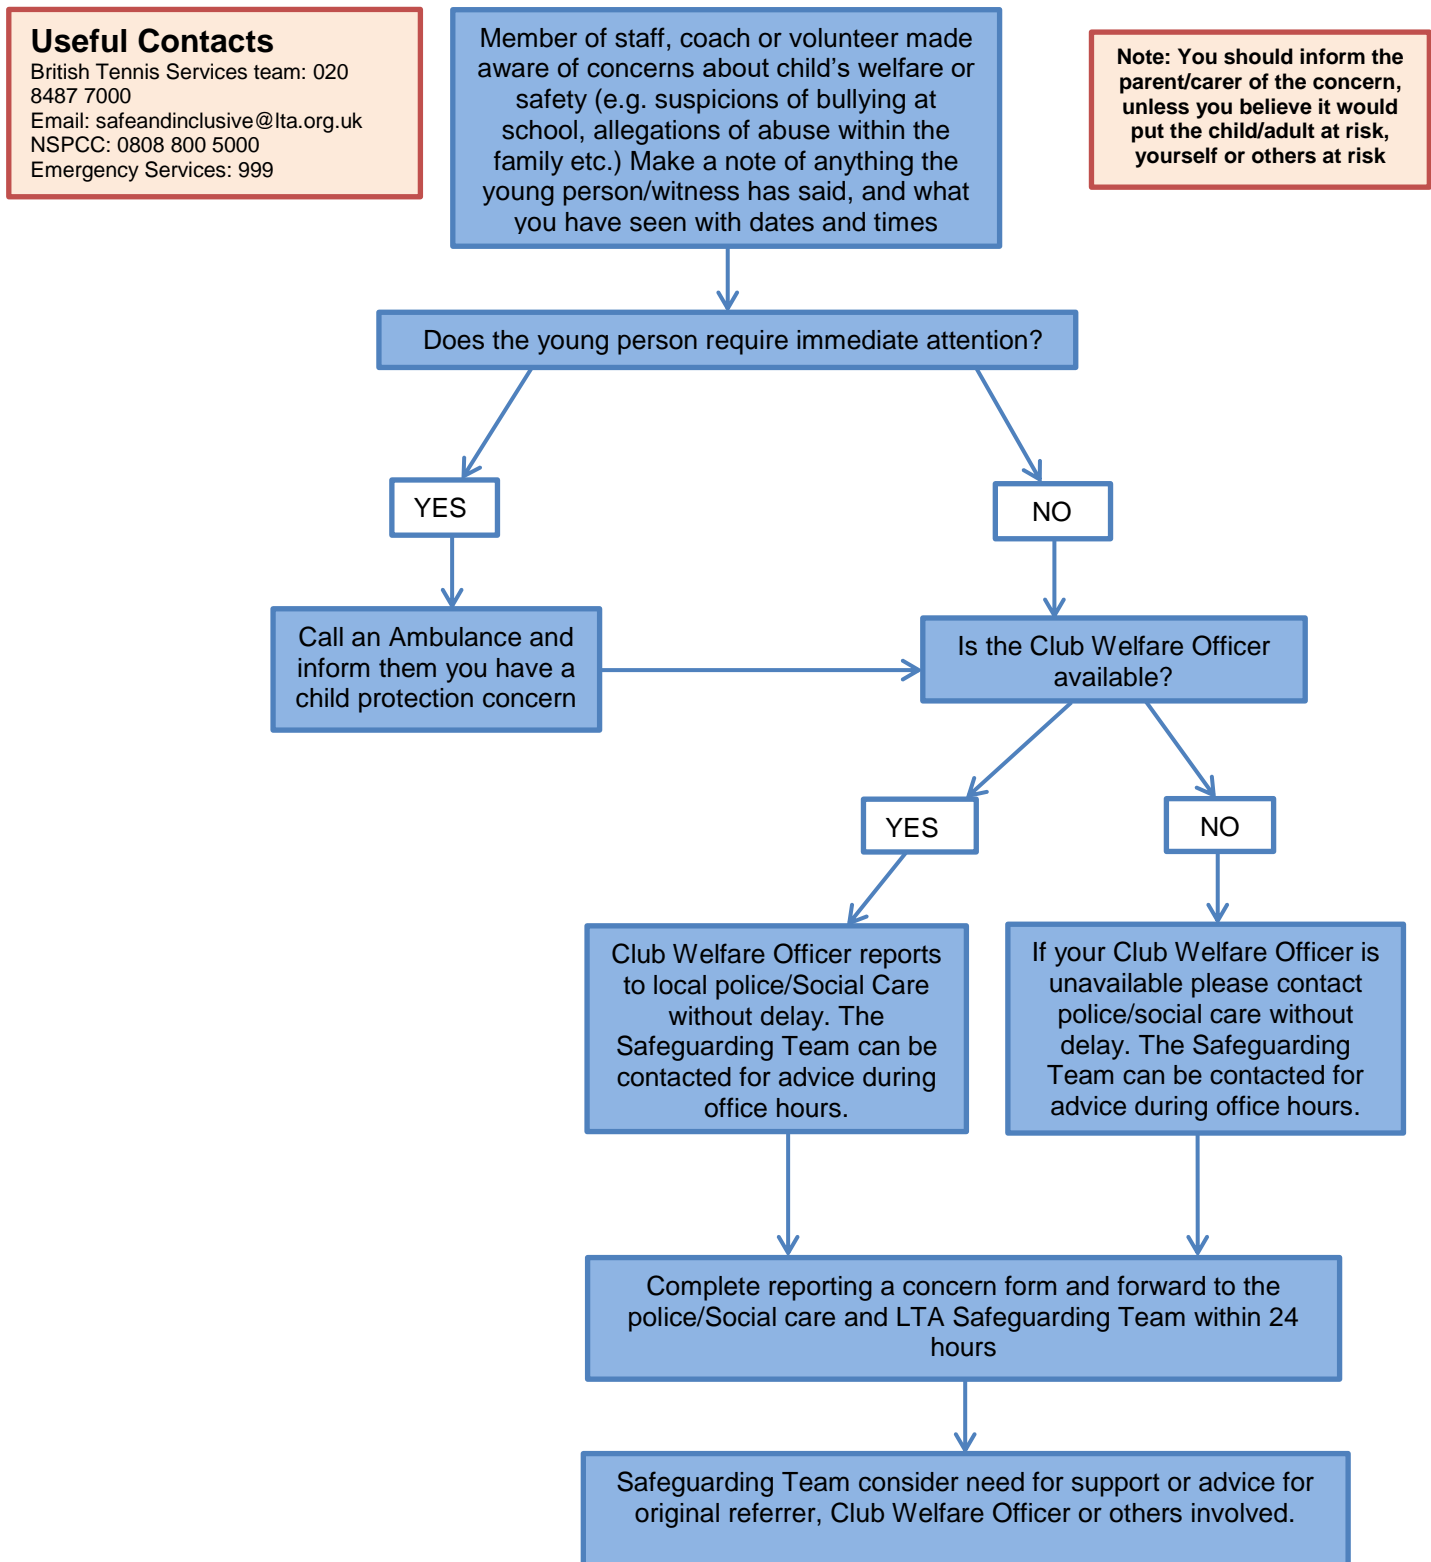 Useful Contacts
British Tennis Services team: 020
8487 7000
Email: safeandinclusive@lta.org.uk
NSPCC: 0808 800 5000
Emergency Services: 999
Member of staff, coach or volunteer made
aware of concerns about child's welfare or
safety (e.g. suspicions of bullying at
school, allegations of abuse within the
family etc.) Make a note of anything the
young person/witness has said, and what
you have seen with dates and times
Note: You should inform the
parent/carer of the concern,
unless you believe it would
put the child/adult at risk,
yourself or others at risk
Does the young person require immediate attention?
YES
NO
Call an Ambulance and
inform them you have a
child protection concern
Is the Club Welfare Officer
available?
YES
NO
Club Welfare Officer reports
to local police/Social Care
without delay. The
Safeguarding Team can be
contacted for advice during
office hours.
If your Club Welfare Officer is
unavailable please contact
police/social care without
delay. The Safeguarding
Team can be contacted for
advice during office hours.
Complete reporting a concern form and forward to the
police/Social care and LTA Safeguarding Team within 24
hours
Safeguarding Team consider need for support or advice for
original referrer, Club Welfare Officer or others involved.